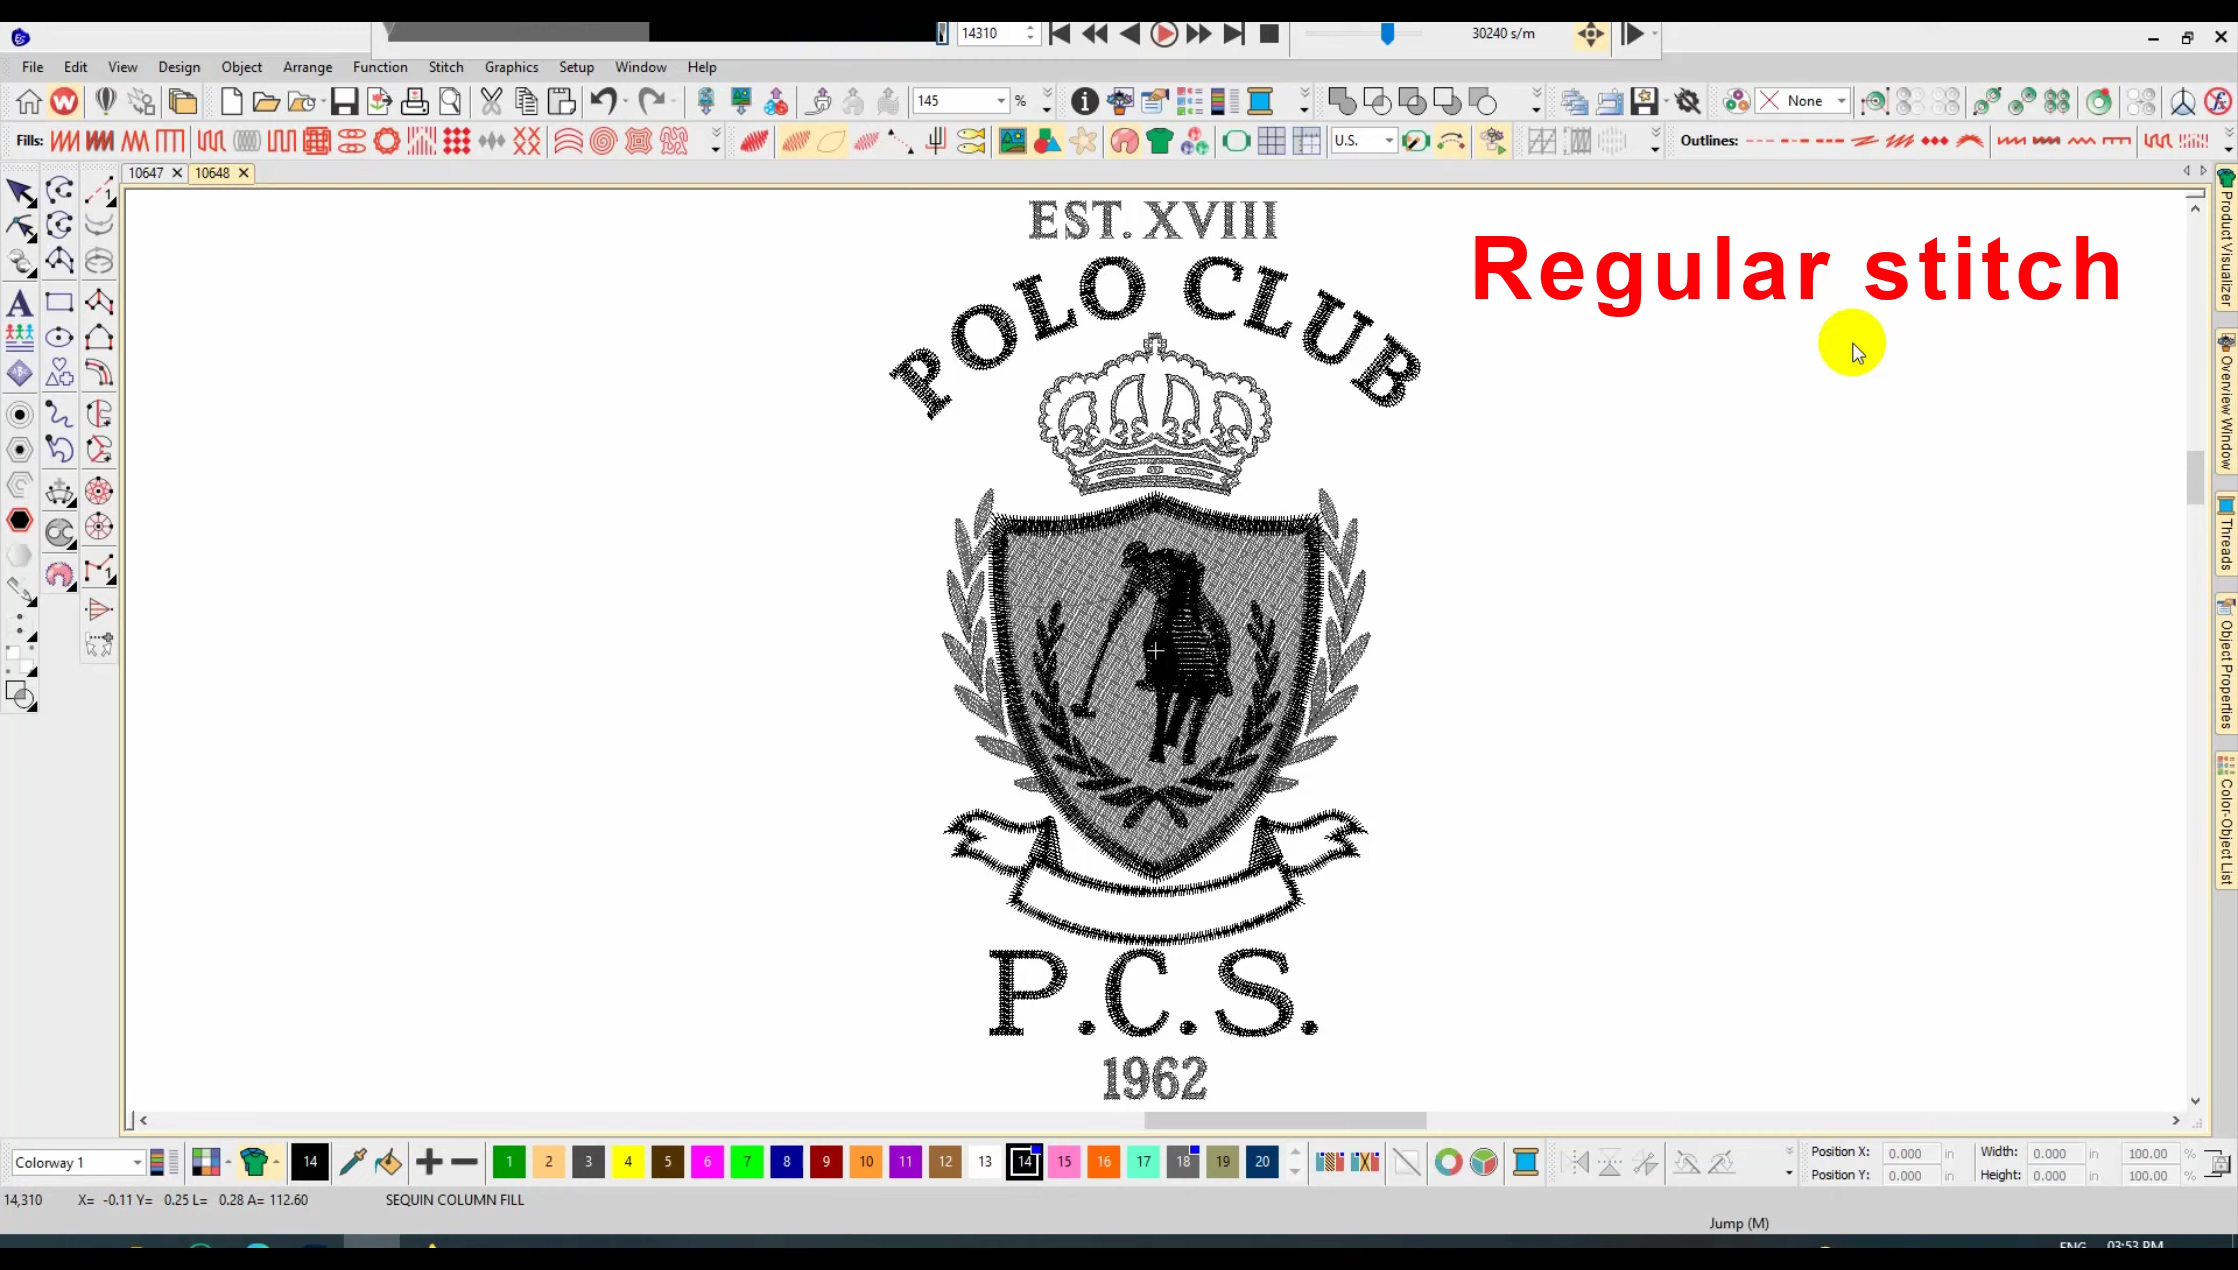 14310
30240 s/m
File Edit View Design Object Arrange Function Stitch Graphics Setup Window Help
145 %
None
Fills:
U.S.
Outlines:
10647
10648
EST. XVIII
Regular stitch
POLO CLUB
P.C.S.
1962
Product Visualizer
Overview Window
Threads
Object Properties
Color-Object List
Colorway 1
14
1 2 3 4 5 6 7 8 9 10 11 12 13 14 15 16 17 18 19 20
Position X: 0.000 in
Width: 0.000 in 100.00 %
Position Y: 0.000 in
Height: 0.000 in 100.00 %
14,310 X= -0.11 Y= 0.25 L= 0.28 A= 112.60 SEQUIN COLUMN FILL
Jump (M)
ENG 03:53 PM